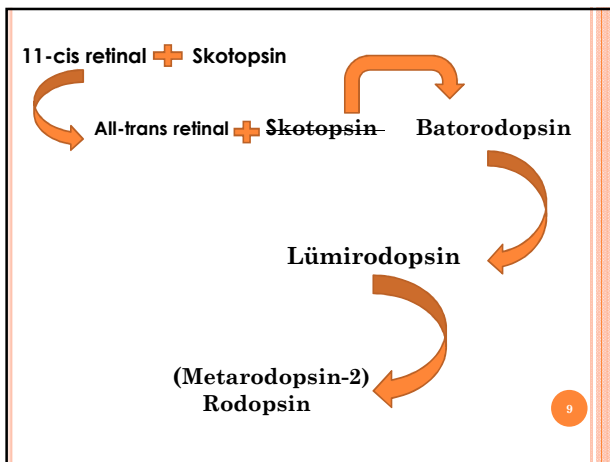 11-cis retinal Skotopsin
All-trans retinal Skotopsin Batorodopsin
Lümirodopsin
(Metarodopsin-2)
Rodopsin
9